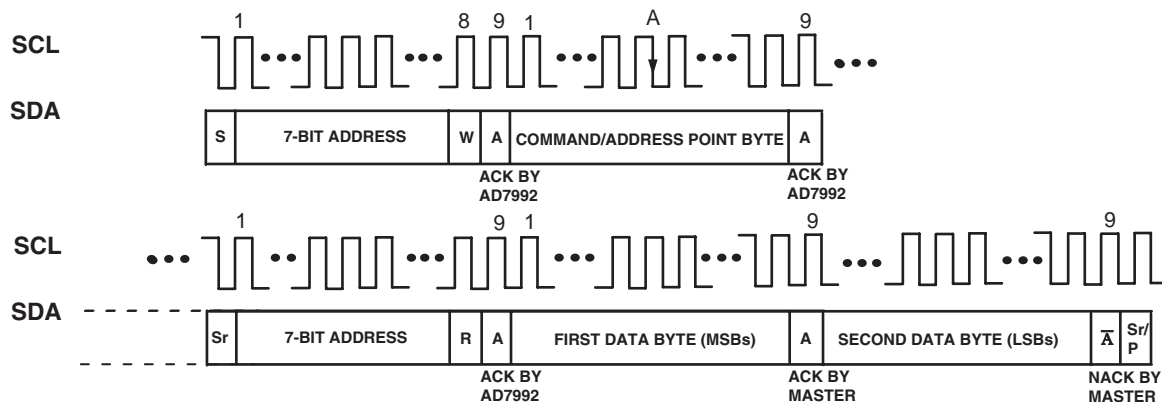 1 8 9 1 A 9
SCL
SDA
S 7-BIT ADDRESS W A COMMAND/ADDRESS POINT BYTE A
ACK BY AD7992
ACK BY AD7992
1 9 1 9 9
SCL
SDA
Sr 7-BIT ADDRESS R A FIRST DATA BYTE (MSBs) A SECOND DATA BYTE (LSBs) A̅ Sr/P
ACK BY AD7992
ACK BY MASTER
NACK BY MASTER